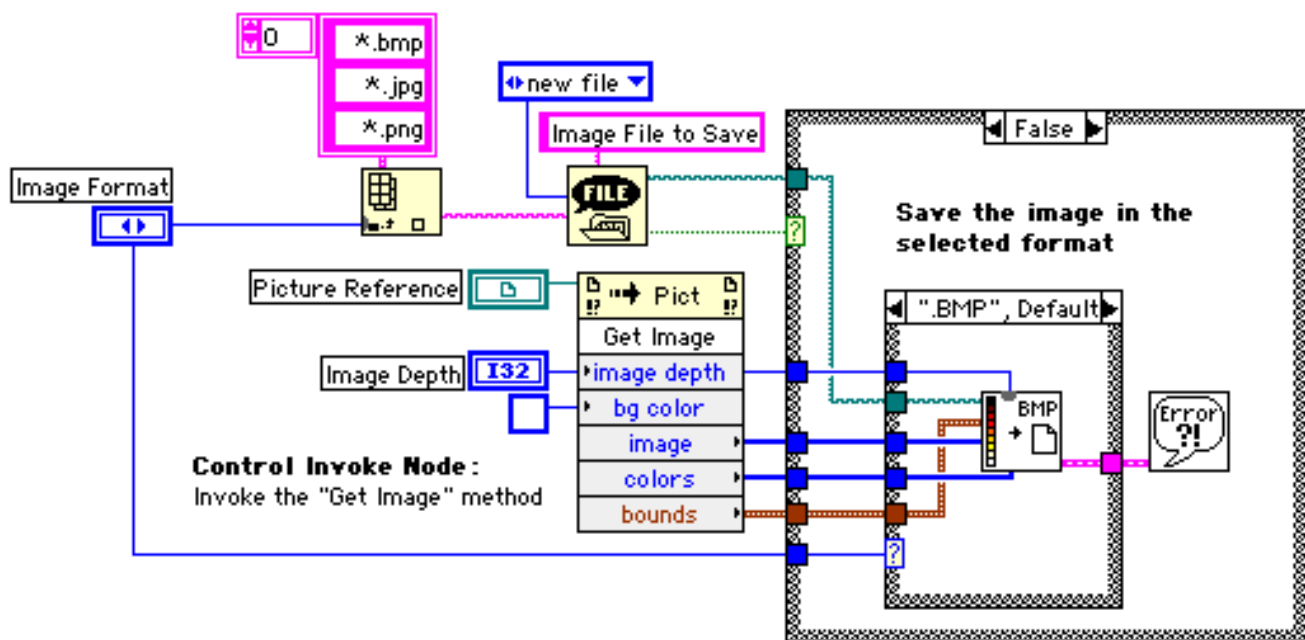 0
*.bmp
*.jpg
*.png
new file
Image File to Save
False
Image Format
FILE
?
Save the image in the
selected format
Picture Reference
!?
Pict
!?
Get Image
".BMP", Default
Image Depth
I32
image depth
bg color
BMP
Error
?!
image
Control Invoke Node:
Invoke the "Get Image" method
colors
bounds
?